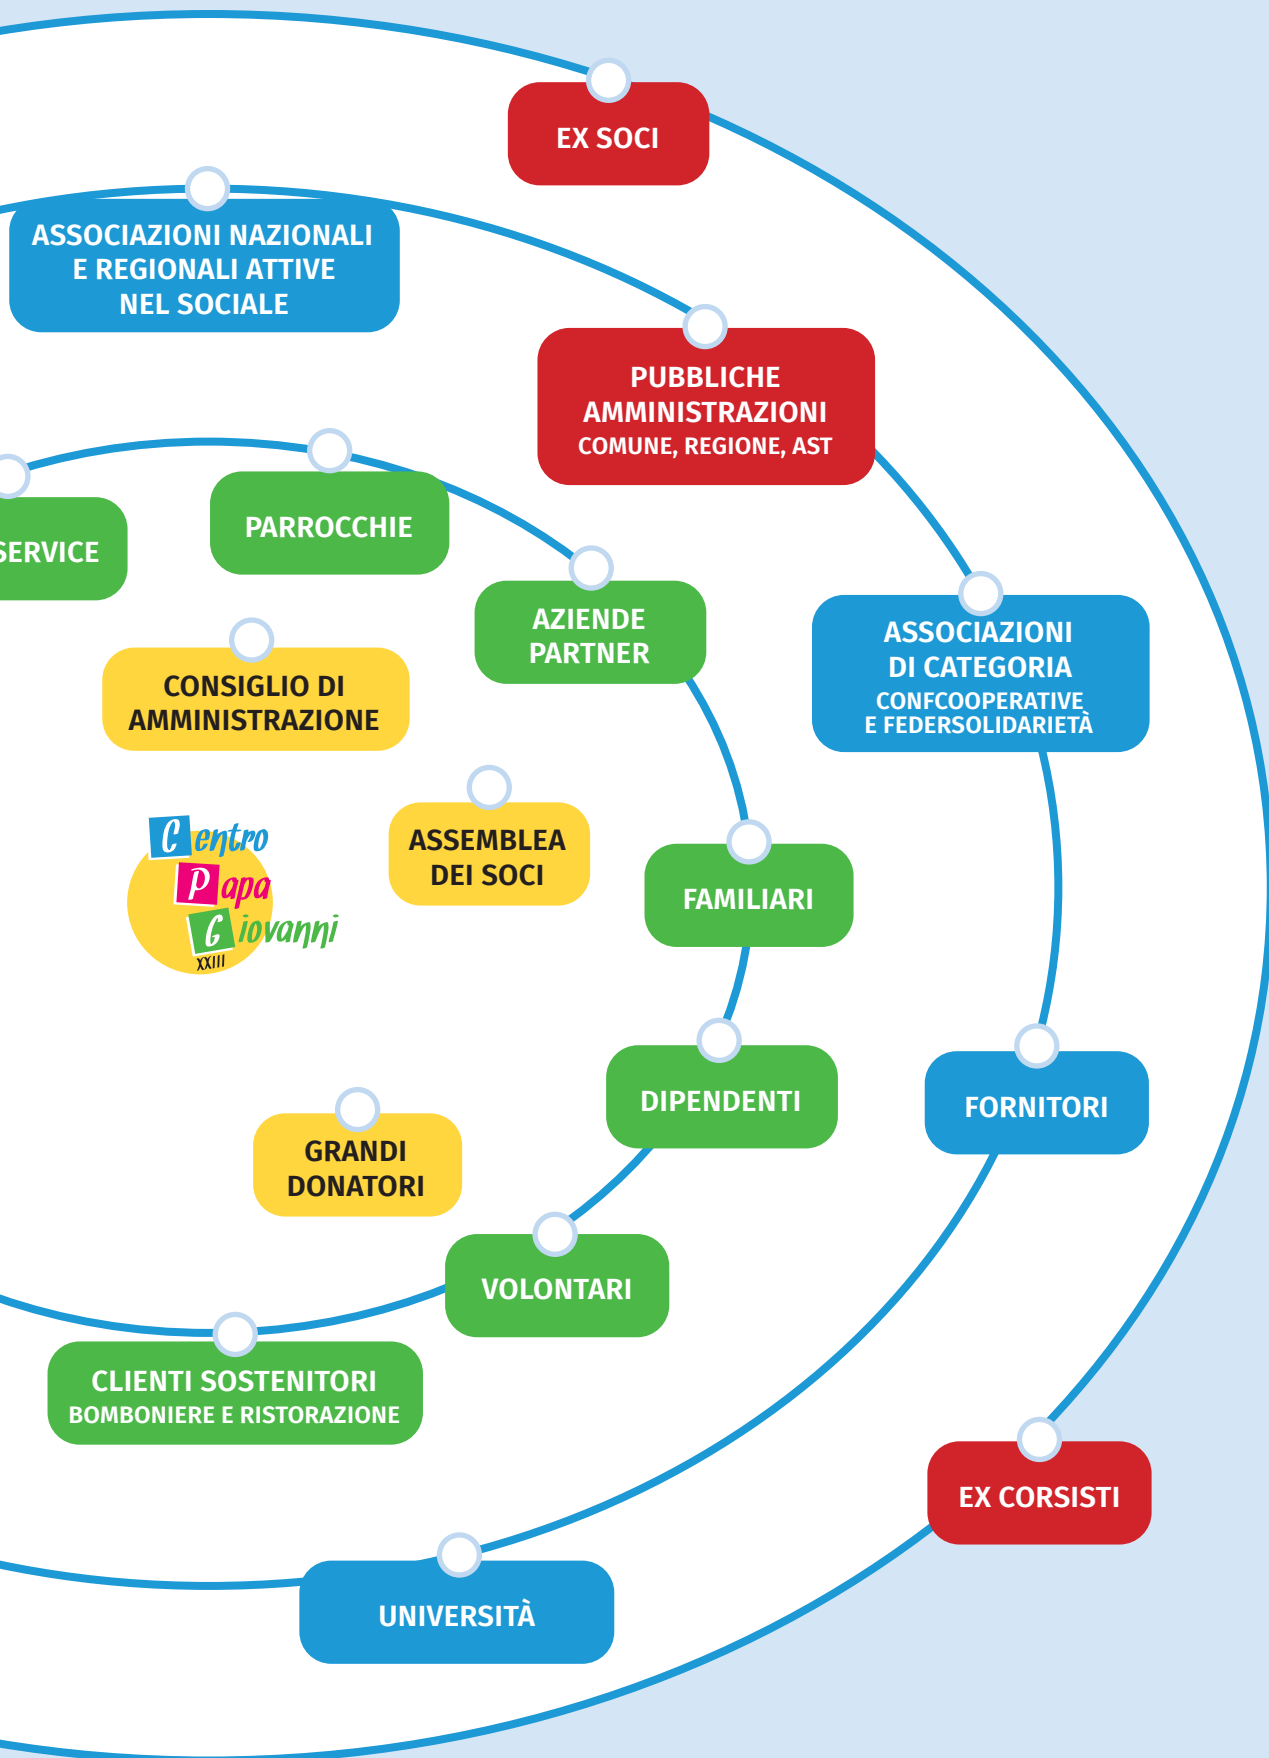 EX SOCI
ASSOCIAZIONI NAZIONALI
E REGIONALI ATTIVE
NEL SOCIALE
PUBBLICHE
AMMINISTRAZIONI
COMUNE, REGIONE, AST
SERVICE
PARROCCHIE
AZIENDE
PARTNER
ASSOCIAZIONI
DI CATEGORIA
CONFCOOPERATIVE
E FEDERSOLIDARIETÀ
CONSIGLIO DI
AMMINISTRAZIONE
ASSEMBLEA
DEI SOCI
Centro
Papa
Giovanni
XXIII
FAMILIARI
DIPENDENTI
FORNITORI
GRANDI
DONATORI
VOLONTARI
CLIENTI SOSTENITORI
BOMBONIERE E RISTORAZIONE
EX CORSISTI
UNIVERSITÀ